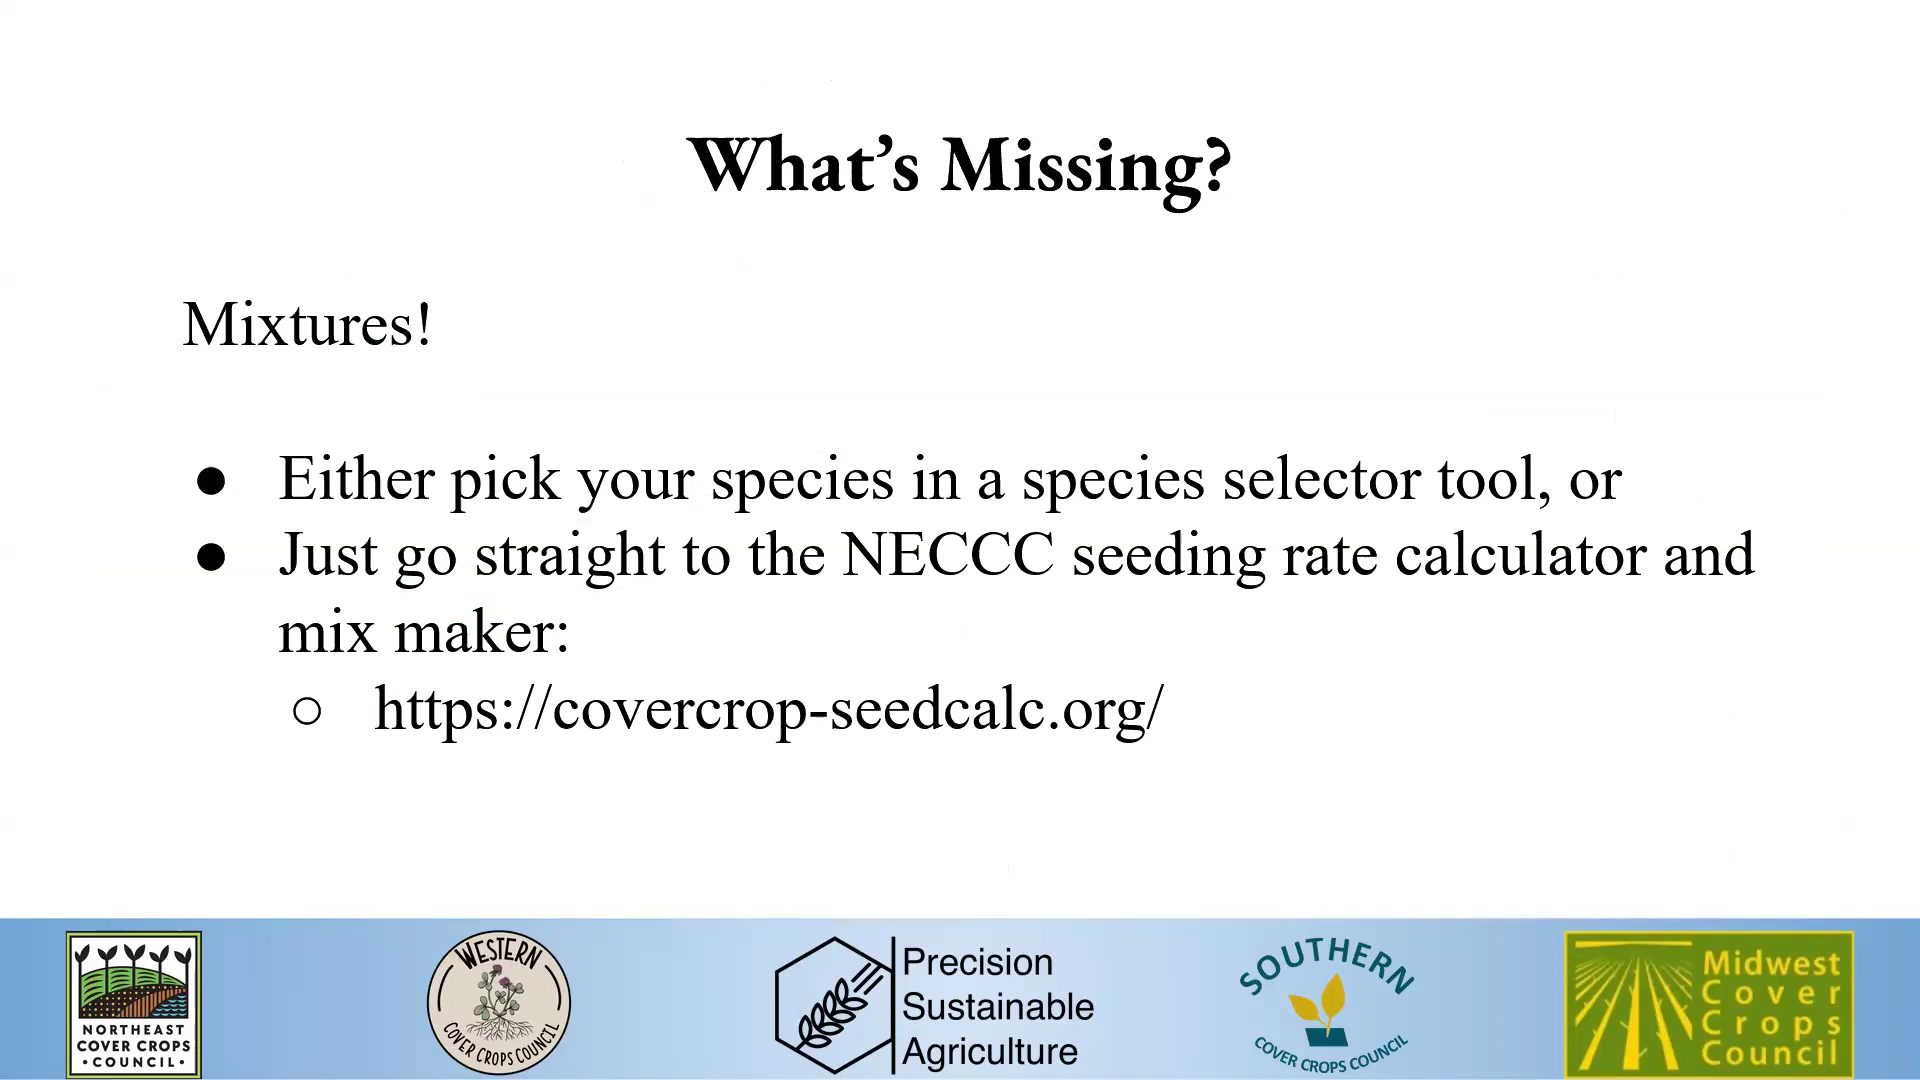 What’s Missing?
Mixtures!
● Either pick your species in a species selector tool, or
● Just go straight to the NECCC seeding rate calculator and
mix maker:
○ https://covercrop-seedcalc.org/
NORTHEAST
COVER CROPS
·COUNCIL·
WESTERN
COVER CROPS COUNCIL
Precision
Sustainable
Agriculture
SOUTHERN
COVER CROPS COUNCIL
Midwest
Cover
Crops
Council